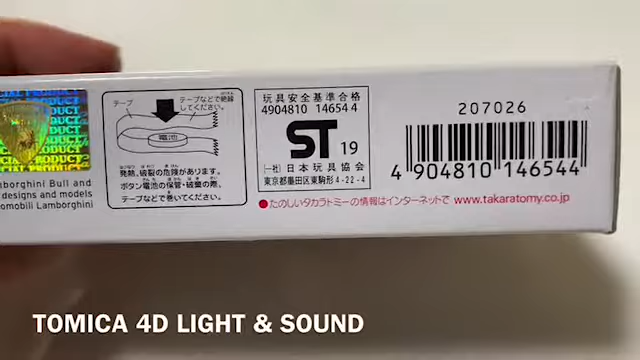 PRODUCT
mborghini Bull and
designs and models
omobili Lamborghini
テープ
テープなどで絶縁
してください。
電池
発熱、破裂の危険があります。
ボタン電池の保管・破棄の際、
テープなどで巻いてください。
玩具安全基準合格
4904810 14654 4
ST 19
(一社)日本玩具協会
東京都墨田区東駒形4-22-4
207026
4 904810 146544
●たのしいタカラトミーの情報はインターネットで www.takaratomy.co.jp
TOMICA 4D LIGHT & SOUND